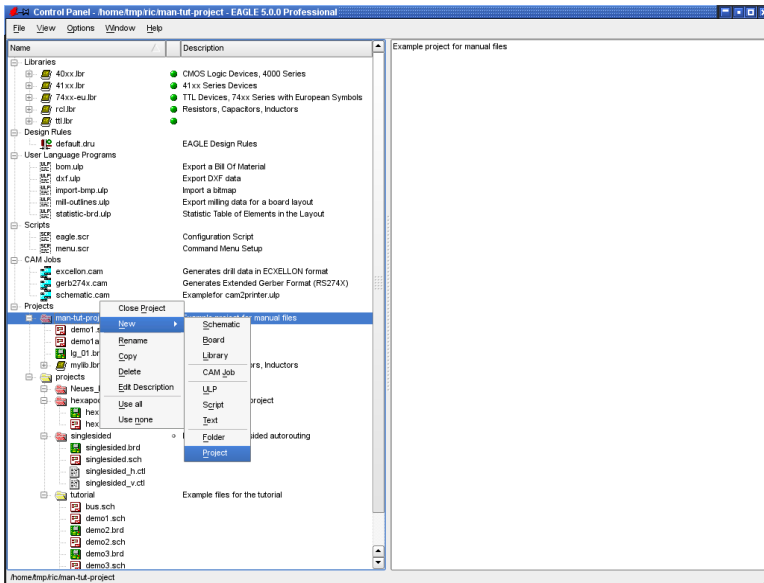 Control Panel - /home/tmp/ric/man-tut-project - EAGLE 5.0.0 Professional
File View Options Window Help
Name Description
Example project for manual files
Libraries
40xx.lbr CMOS Logic Devices, 4000 Series
41xx.lbr 41xx Series Devices
74xx-eu.lbr TTL Devices, 74xx Series with European Symbols
rcl.lbr Resistors, Capacitors, Inductors
ttl.lbr
Design Rules
default.dru EAGLE Design Rules
User Language Programs
bom.ulp Export a Bill Of Material
dxf.ulp Export DXF data
import-bmp.ulp Import a bitmap
mill-outlines.ulp Export milling data for a board layout
statistic-brd.ulp Statistic Table of Elements in the Layout
Scripts
eagle.scr Configuration Script
menu.scr Command Menu Setup
CAM Jobs
excellon.cam Generates drill data in ECXELLON format
gerb274x.cam Generates Extended Gerber Format (RS274X)
schematic.cam Examplefor cam2printer.ulp
Projects
man-tut-proj for manual files
demo1.s
demo1a
lg_01.br
mylib.lbr ors, Inductors
projects
Neues_
hexapo project
hex
hex
singlesided sided autorouting
singlesided.brd
singlesided.sch
singlesided_h.ctl
singlesided_v.ctl
tutorial Example files for the tutorial
bus.sch
demo1.sch
demo2.brd
demo2.sch
demo3.brd
demo3.sch
Close Project
New
Rename
Copy
Delete
Edit Description
Use all
Use none
Schematic
Board
Library
CAM Job
ULP
Script
Text
Folder
Project
/home/tmp/ric/man-tut-project